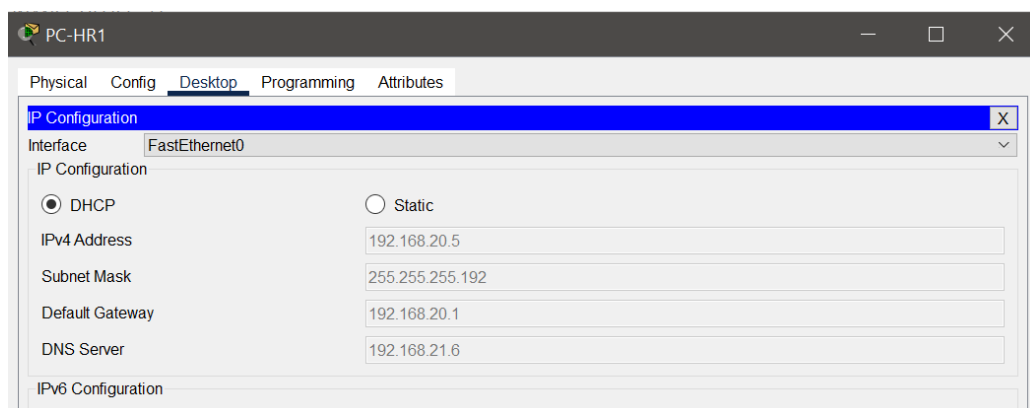 PC-HR1
Physical Config Desktop Programming Attributes
IP Configuration X
Interface FastEthernet0
IP Configuration
DHCP Static
IPv4 Address 192.168.20.5
Subnet Mask 255.255.255.192
Default Gateway 192.168.20.1
DNS Server 192.168.21.6
IPv6 Configuration